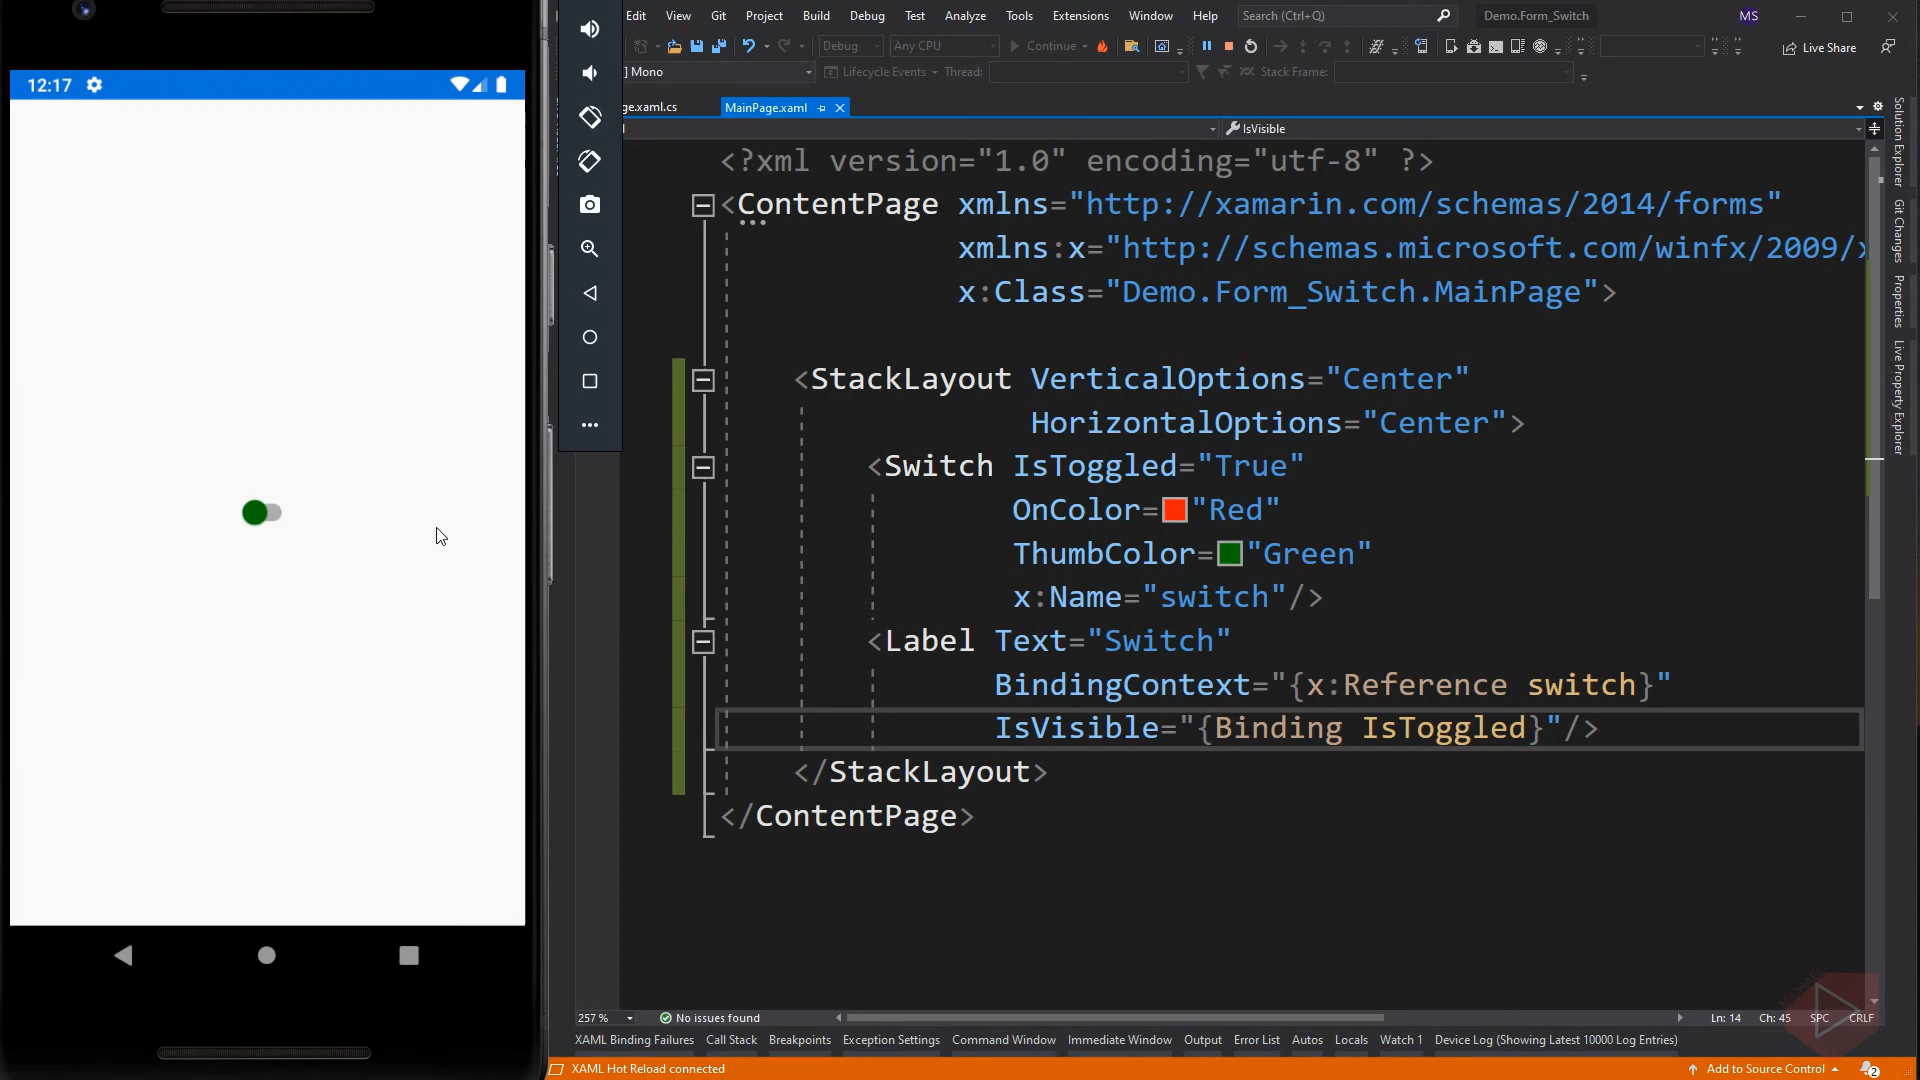 12:17
Edit View Git Project Build Debug Test Analyze Tools Extensions Window Help Search (Ctrl+Q) Demo.Form_Switch MS
Debug Any CPU Continue Live Share
] Mono Lifecycle Events Thread: Stack Frame:
ge.xaml.cs MainPage.xaml
IsVisible
<?xml version="1.0" encoding="utf-8" ?>
<ContentPage xmlns="http://xamarin.com/schemas/2014/forms"
xmlns:x="http://schemas.microsoft.com/winfx/2009/x
x:Class="Demo.Form_Switch.MainPage">
<StackLayout VerticalOptions="Center"
HorizontalOptions="Center">
<Switch IsToggled="True"
OnColor="Red"
ThumbColor="Green"
x:Name="switch"/>
<Label Text="Switch"
BindingContext="{x:Reference switch}"
IsVisible="{Binding IsToggled}"/>
</StackLayout>
</ContentPage>
Solution Explorer
Git Changes
Properties
Live Property Explorer
257 % No issues found Ln: 14 Ch: 45 SPC CRLF
XAML Binding Failures Call Stack Breakpoints Exception Settings Command Window Immediate Window Output Error List Autos Locals Watch 1 Device Log (Showing Latest 10000 Log Entries)
XAML Hot Reload connected Add to Source Control 2